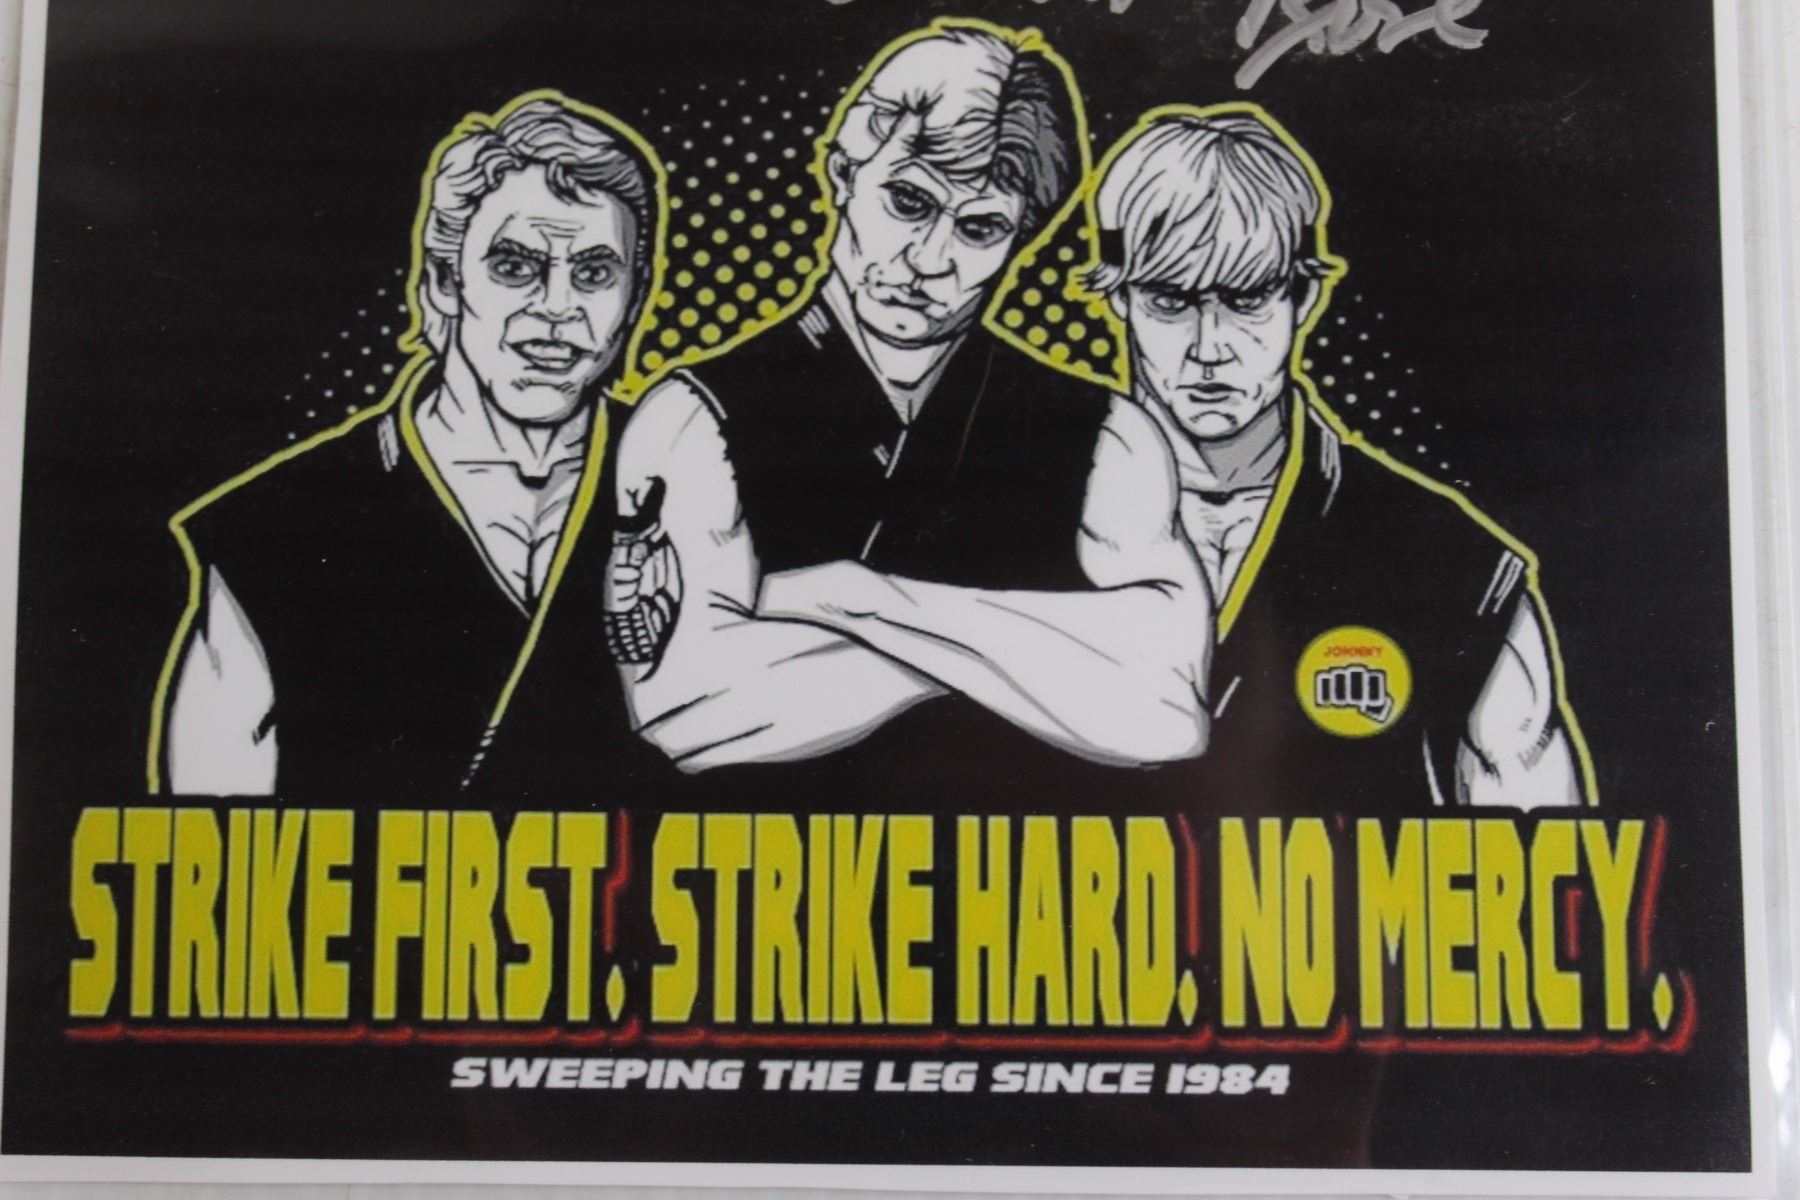 JOHNNY
STRIKE FIRST. STRIKE HARD. NO MERCY.
SWEEPING THE LEG SINCE 1984